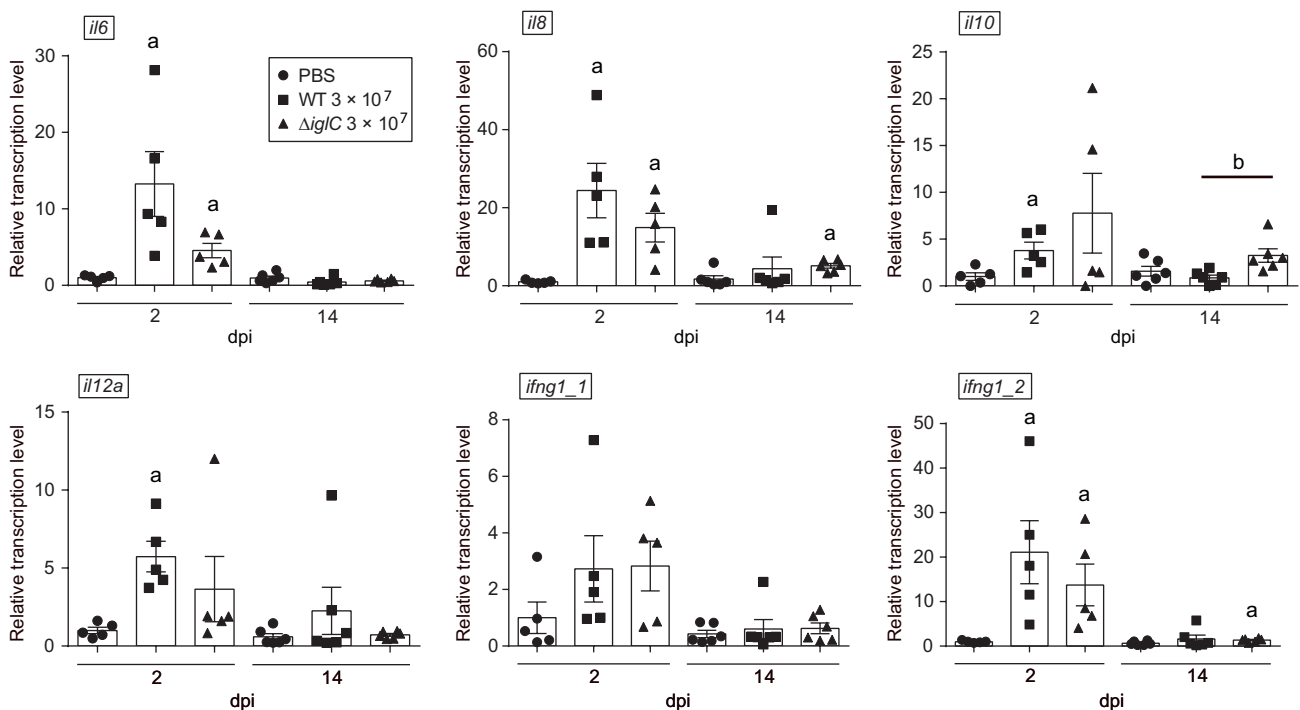 il6
a
a
PBS
WT 3 × 10⁷
ΔiglC 3 × 10⁷
Relative transcription level
30
20
10
0
2 14
dpi
il8
a
a
a
Relative transcription level
60
40
20
0
2 14
dpi
il10
a
b
Relative transcription level
25
20
15
10
5
0
2 14
dpi
il12a
a
Relative transcription level
15
10
5
0
2 14
dpi
ifng1_1
Relative transcription level
8
6
4
2
0
2 14
dpi
ifng1_2
a
a
a
Relative transcription level
50
40
30
20
10
0
2 14
dpi